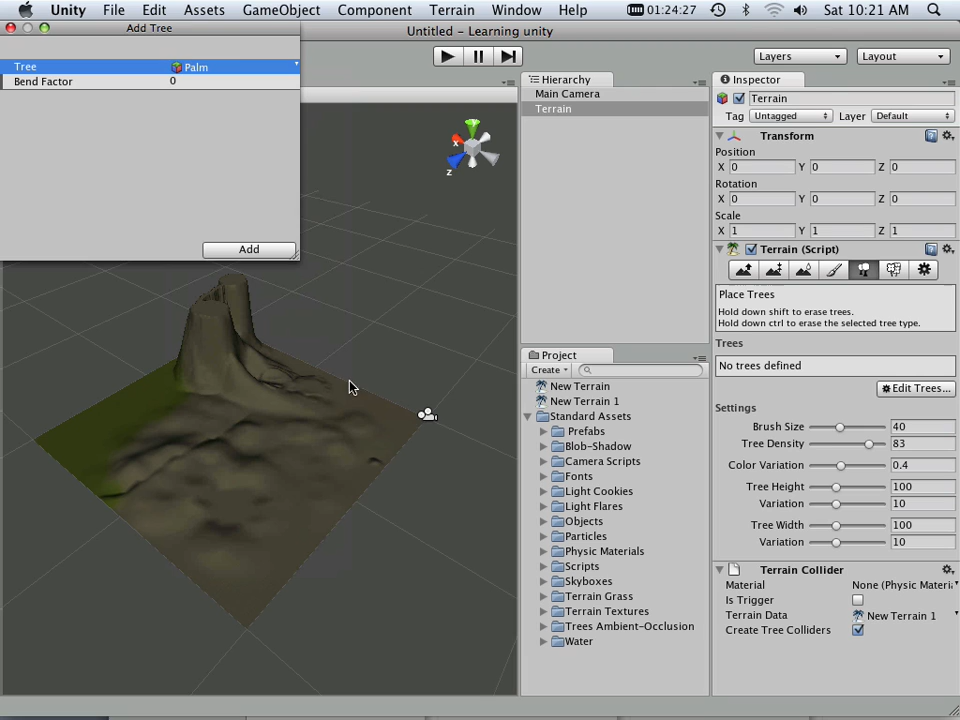 Unity File Edit Assets GameObject Component Terrain Window Help 01:24:27 Sat 10:21 AM
Untitled - Learning unity
Add Tree
Tree Palm
Bend Factor 0
Add
Layers Layout
x
z
Hierarchy
Main Camera
Terrain
Project
Create
New Terrain
New Terrain 1
Standard Assets
Prefabs
Blob-Shadow
Camera Scripts
Fonts
Light Cookies
Light Flares
Objects
Particles
Physic Materials
Scripts
Skyboxes
Terrain Grass
Terrain Textures
Trees Ambient-Occlusion
Water
Inspector
Terrain
Tag Untagged Layer Default
Transform
Position
X 0 Y 0 Z 0
Rotation
X 0 Y 0 Z 0
Scale
X 1 Y 1 Z 1
Terrain (Script)
Place Trees
Hold down shift to erase trees.
Hold down ctrl to erase the selected tree type.
Trees
No trees defined
Edit Trees...
Settings
Brush Size 40
Tree Density 83
Color Variation 0.4
Tree Height 100
Variation 10
Tree Width 100
Variation 10
Terrain Collider
Material None (Physic Materi
Is Trigger
Terrain Data New Terrain 1
Create Tree Colliders